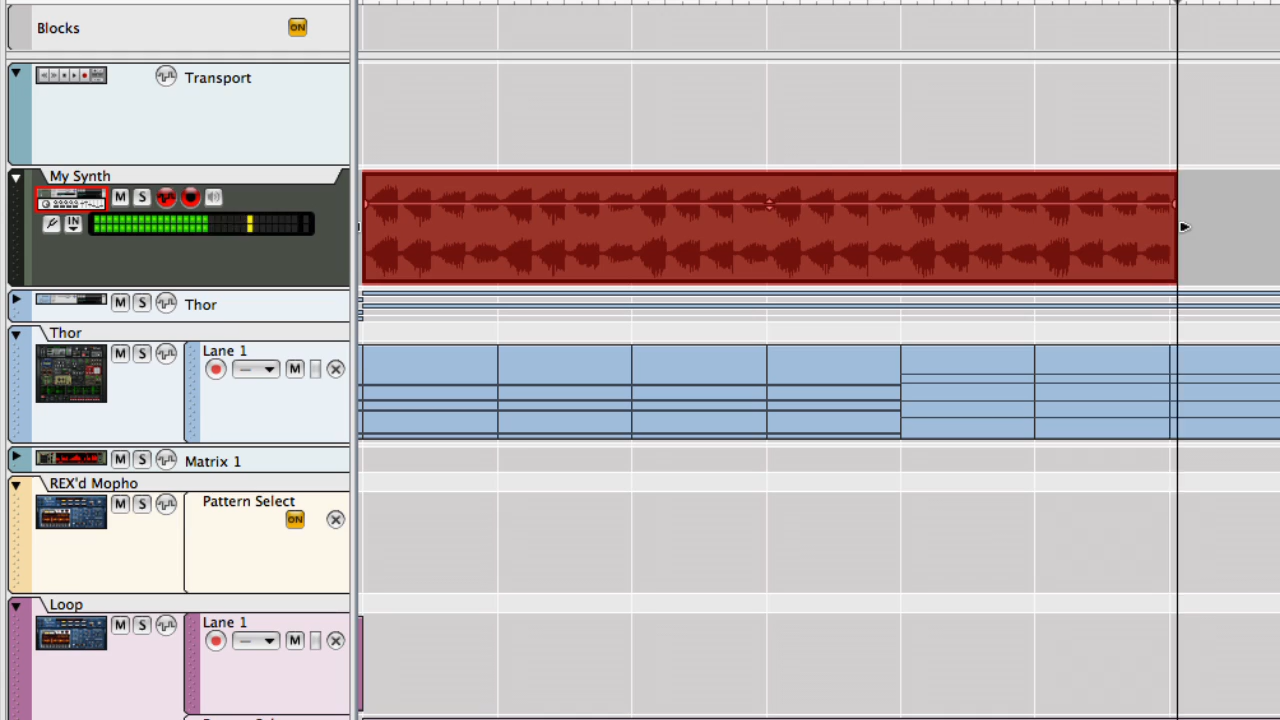 Blocks ON
Transport
My Synth
M S
IN
M S Thor
Thor
M S Lane 1
M
M S Matrix 1
REX'd Mopho
M S Pattern Select
ON
Loop
M S Lane 1
M